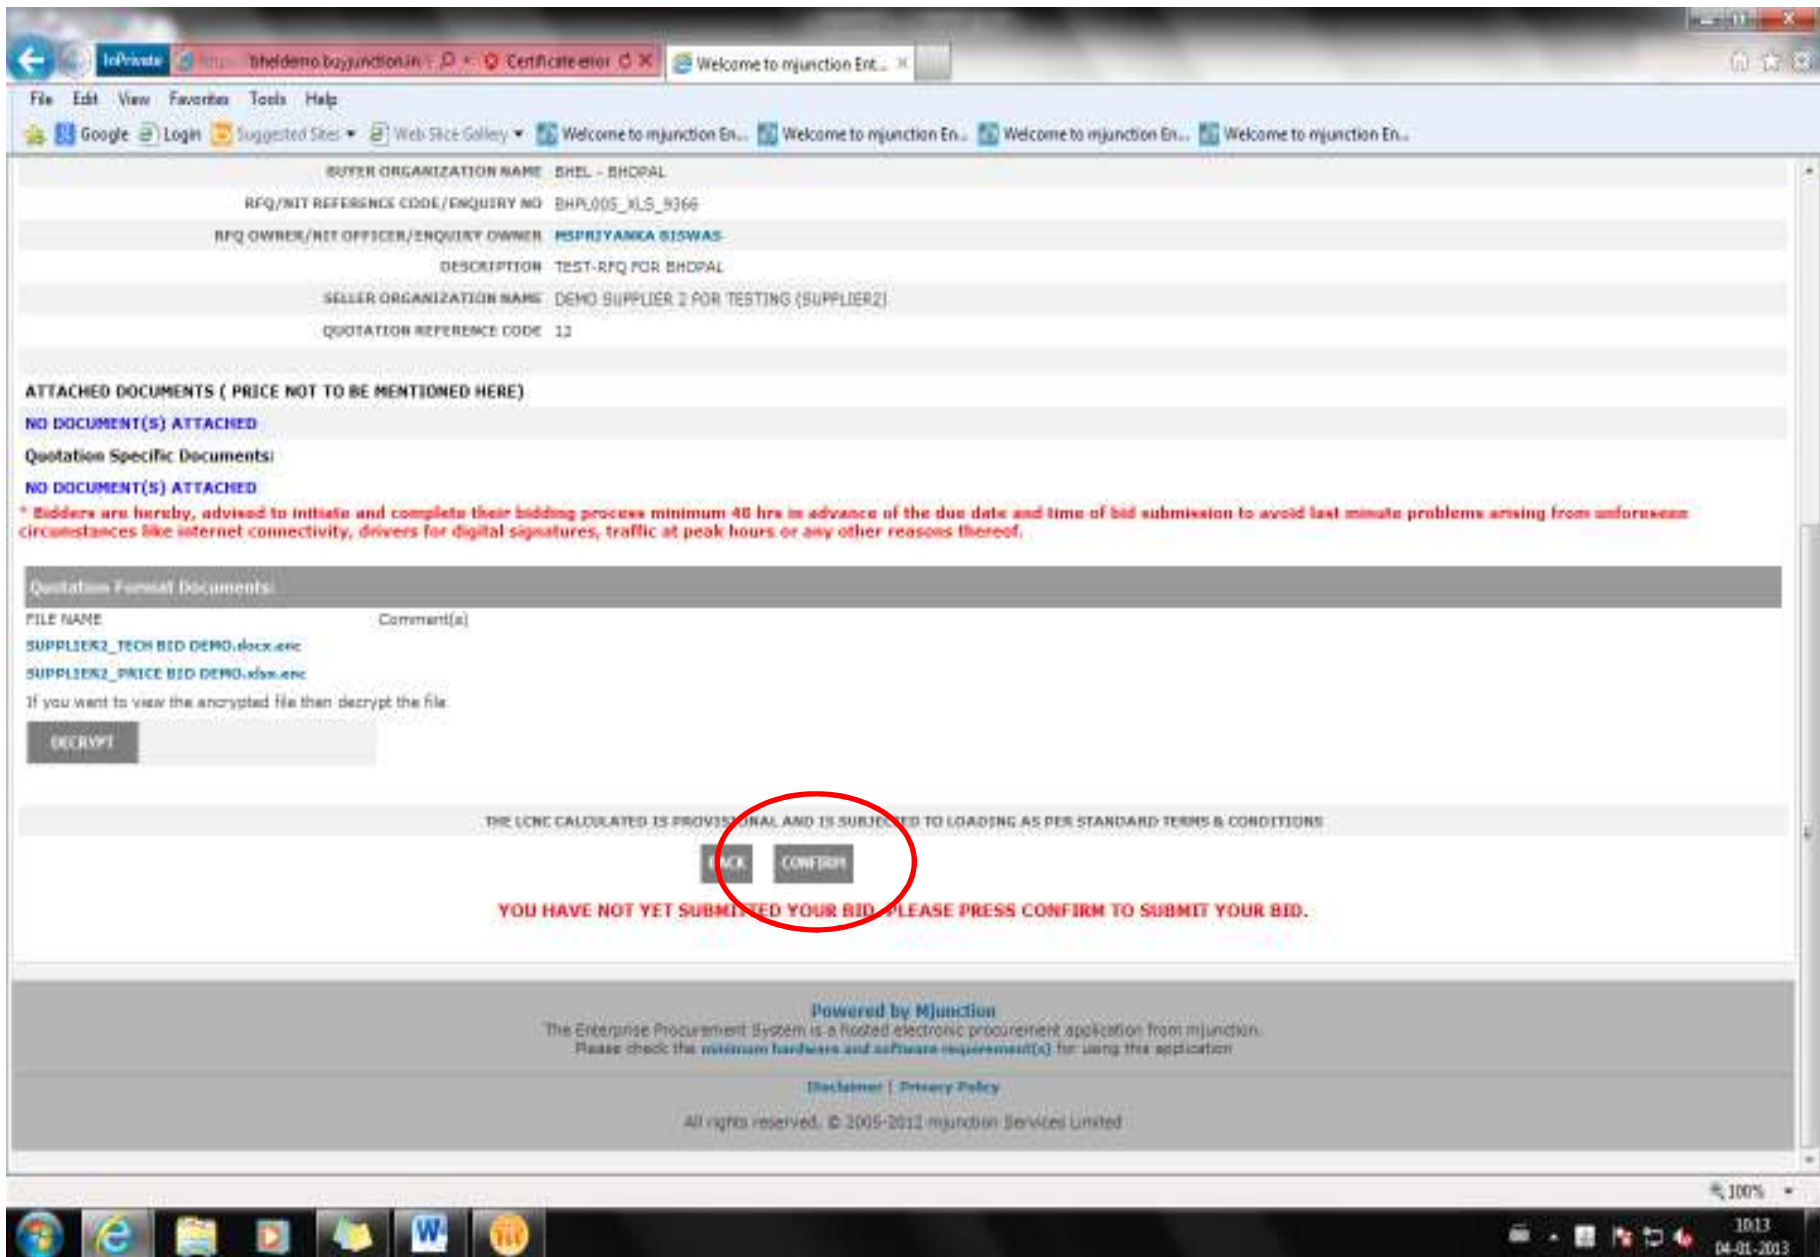 InPrivate bheldemo.buyjunction.in Certificate error Welcome to mjunction Ent...
File Edit View Favorites Tools Help
Google Login Suggested Sites Web Slice Gallery Welcome to mjunction En... Welcome to mjunction En... Welcome to mjunction En... Welcome to mjunction En...
BUYER ORGANIZATION NAME BHEL - BHOPAL
RFQ/NIT REFERENCE CODE/ENQUIRY NO BHPL005_XLS_9366
RFQ OWNER/NIT OFFICER/ENQUIRY OWNER MSPRIYANKA BISWAS
DESCRIPTION TEST-RFQ FOR BHOPAL
SELLER ORGANIZATION NAME DEMO SUPPLIER 2 FOR TESTING (SUPPLIER2)
QUOTATION REFERENCE CODE 12
ATTACHED DOCUMENTS ( PRICE NOT TO BE MENTIONED HERE)
NO DOCUMENT(S) ATTACHED
Quotation Specific Documents:
NO DOCUMENT(S) ATTACHED
* Bidders are hereby, advised to initiate and complete their bidding process minimum 48 hrs in advance of the due date and time of bid submission to avoid last minute problems arising from unforeseen
circumstances like internet connectivity, drivers for digital signatures, traffic at peak hours or any other reasons thereof.
Quotation Format Documents:
FILE NAME Comment(s)
SUPPLIER2_TECH BID DEMO.docx.enc
SUPPLIER2_PRICE BID DEMO.xlsx.enc
If you want to view the encrypted file then decrypt the file
DECRYPT
THE LCNC CALCULATED IS PROVISIONAL AND IS SUBJECTED TO LOADING AS PER STANDARD TERMS & CONDITIONS
BACK CONFIRM
YOU HAVE NOT YET SUBMITTED YOUR BID. PLEASE PRESS CONFIRM TO SUBMIT YOUR BID.
Powered by Mjunction
The Enterprise Procurement System is a hosted electronic procurement application from mjunction.
Please check the minimum hardware and software requirement(s) for using this application
Disclaimer | Privacy Policy
All rights reserved. © 2005-2012 mjunction Services Limited
100%
10:13
04-01-2013